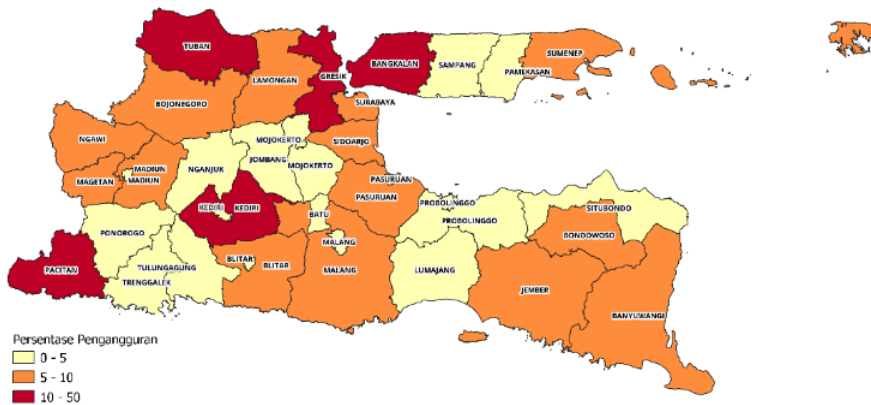 TUBAN
BANGKALAN
SAMPANG
PAMEKASAN
SUMENEP
LAMONGAN
GRESIK
BOJONEGORO
SURABAYA
NGAWI
MOJOKERTO
SIDOARJO
NGANJUK
JOMBANG
MOJOKERTO
MADIUN
MADIUN
MAGETAN
PASURUAN
PASURUAN
KEDIRI
KEDIRI
BATU
PROBOLINGGO
PROBOLINGGO
SITUBONDO
PONOROGO
BONDOWOSO
MALANG
BLITAR
BLITAR
MALANG
TULUNGAGUNG
TRENGGALEK
PACITAN
LUMAJANG
JEMBER
BANYUWANGI
Persentase Pengangguran
0 - 5
5 - 10
10 - 50